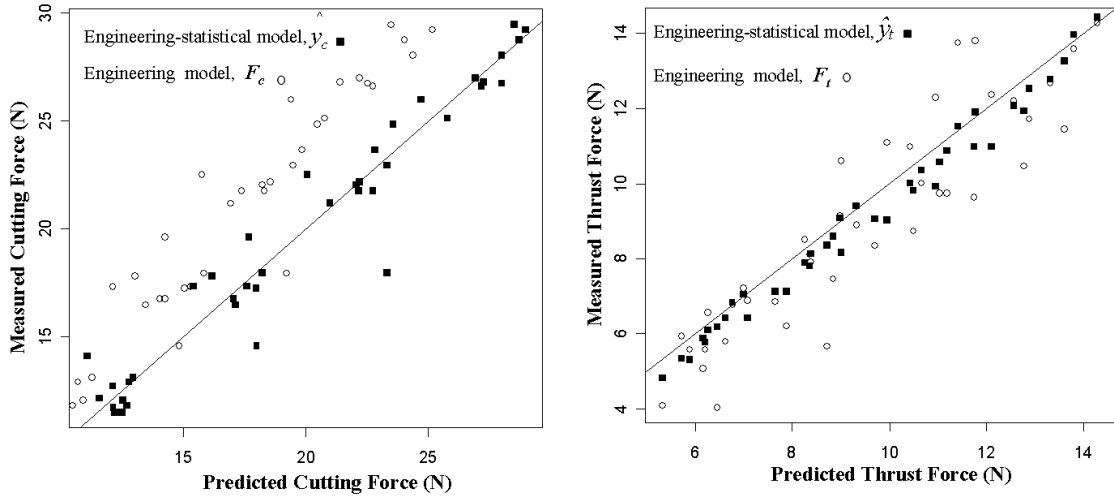 Engineering-statistical model, ŷc
Engineering model, Fc
Measured Cutting Force (N)
30
25
20
15
15
20
25
Predicted Cutting Force (N)
Engineering-statistical model, ŷt
Engineering model, Ft
Measured Thrust Force (N)
14
12
10
8
6
4
6
8
10
12
14
Predicted Thrust Force (N)